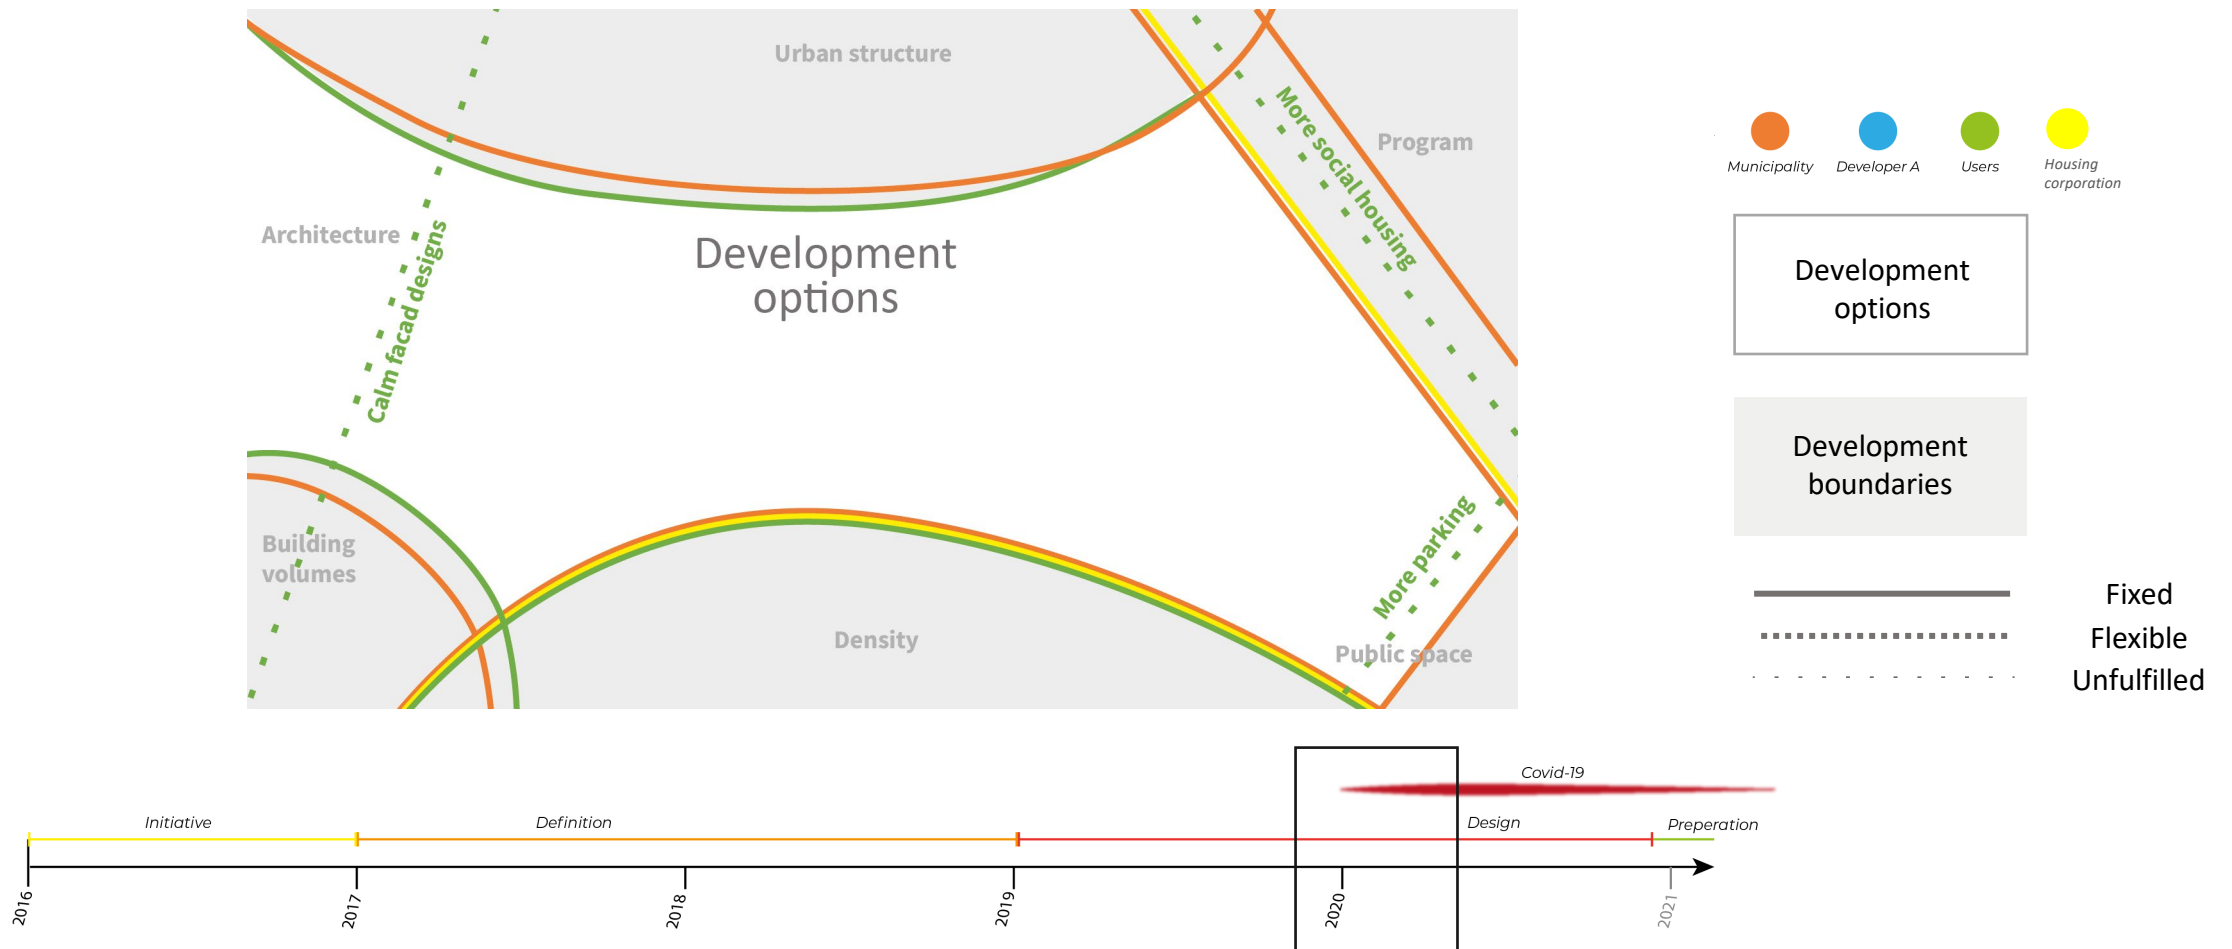 Urban structure
More social housing
Program
Architecture
Calm facad designs
Development
options
Building
volumes
Density
More parking
Public space
Municipality
Developer A
Users
Housing
corporation
Development
options
Development
boundaries
Fixed
Flexible
Unfulfilled
Covid-19
Initiative
Definition
Design
Preperation
2016
2017
2018
2019
2020
2021